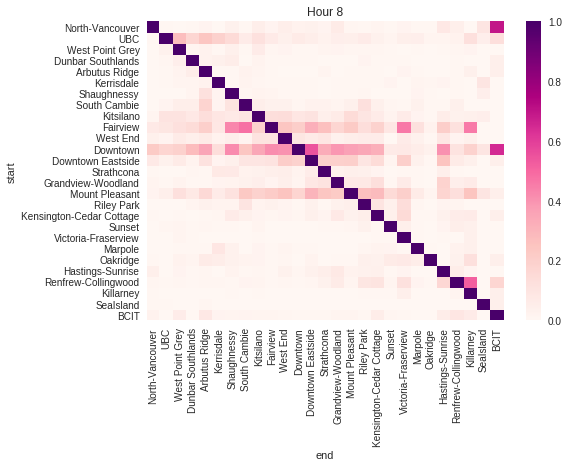 Hour 8
start
North-Vancouver
UBC
West Point Grey
Dunbar Southlands
Arbutus Ridge
Kerrisdale
Shaughnessy
South Cambie
Kitsilano
Fairview
West End
Downtown
Downtown Eastside
Strathcona
Grandview-Woodland
Mount Pleasant
Riley Park
Kensington-Cedar Cottage
Sunset
Victoria-Fraserview
Marpole
Oakridge
Hastings-Sunrise
Renfrew-Collingwood
Killarney
SeaIsland
BCIT
1.0
0.8
0.6
0.4
0.2
0.0
North-Vancouver
UBC
West Point Grey
Dunbar Southlands
Arbutus Ridge
Kerrisdale
Shaughnessy
South Cambie
Kitsilano
Fairview
West End
Downtown
Downtown Eastside
Strathcona
Grandview-Woodland
Mount Pleasant
Riley Park
Kensington-Cedar Cottage
Sunset
Victoria-Fraserview
Marpole
Oakridge
Hastings-Sunrise
Renfrew-Collingwood
Killarney
SeaIsland
BCIT
end